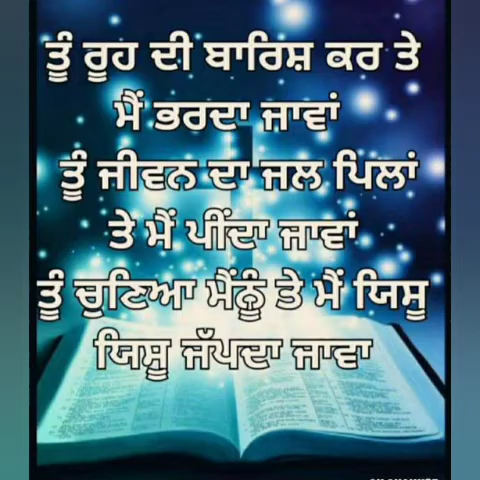 ਤੂੰ ਰੂਹ ਦੀ ਬਾਰਿਸ਼ ਕਰ ਤੇ
ਮੈਂ ਭਰਦਾ ਜਾਵਾਂ
ਤੂੰ ਜੀਵਨ ਦਾ ਜਲ ਪਿਲਾਂ
ਤੇ ਮੈਂ ਪੀਂਦਾ ਜਾਵਾਂ
ਤੂੰ ਚੁਣਿਆ ਮੈਂਨੂੰ ਤੇ ਮੈਂ ਯਿਸੂ
ਯਿਸੂ ਜੱਪਦਾ ਜਾਵਾ